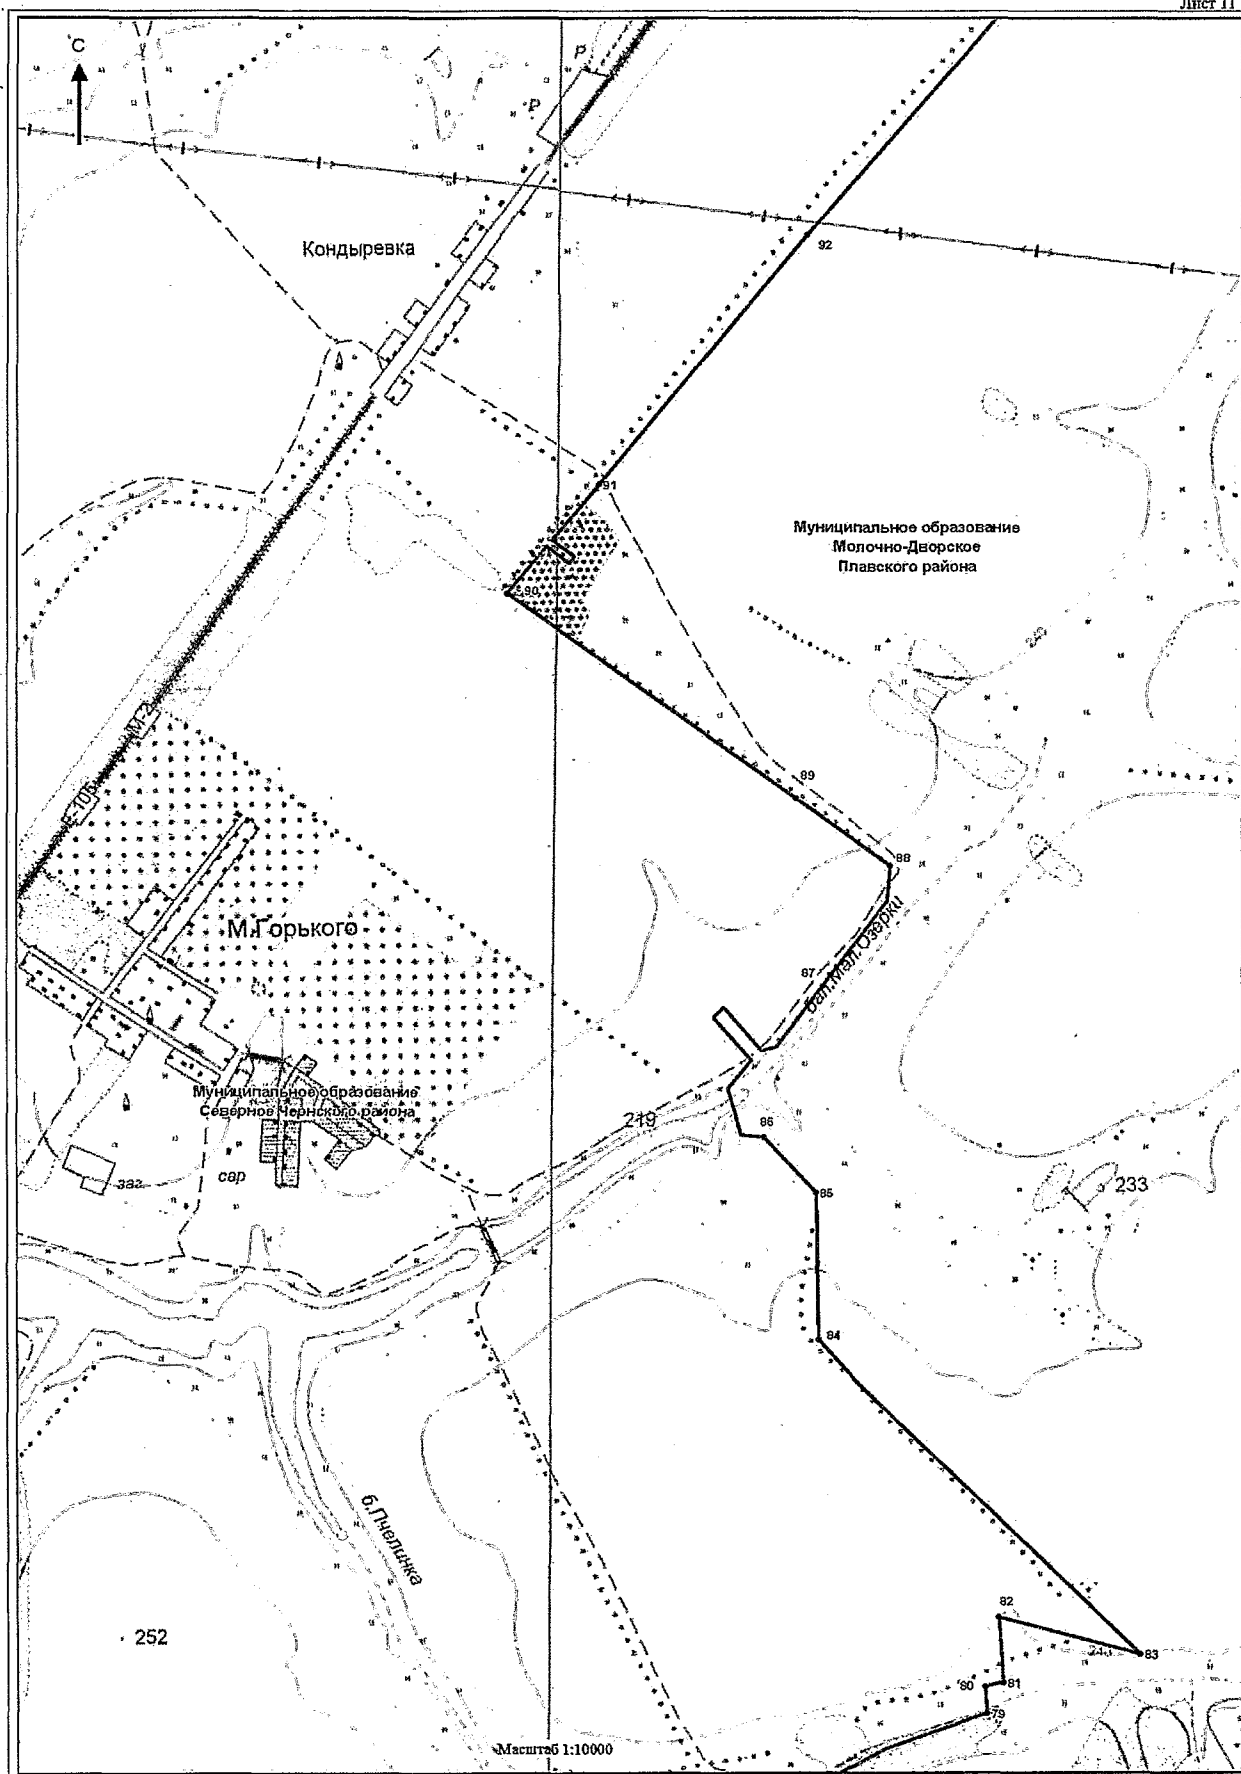 Лист 11
С
Р
Р
Кондыревка
92
91
Муниципальное образование
Молочно-Дворское
Плавского района
90
М-2
89
Е-105
88
М.Горького
бал.Мал.Озерки
87
Муниципальное образование
Северное Чернского района
219
86
заг
сар
85
233
84
б.Пчелинка
252
82
83
80
81
79
Масштаб 1:10000